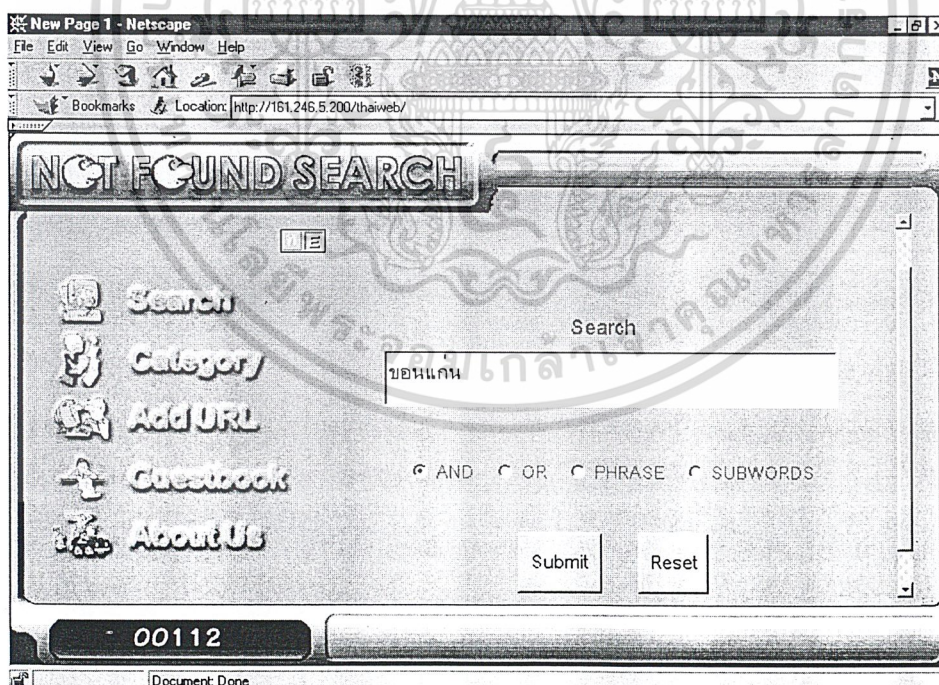 New Page 1 - Netscape
File Edit View Go Window Help
Bookmarks Location: http://161.246.5.200/thaiweb/
NOT FOUND SEARCH
Search
Category
Add URL
Guestbook
About Us
Search
ขอนแก่น
AND OR PHRASE SUBWORDS
Submit Reset
00112
Document: Done